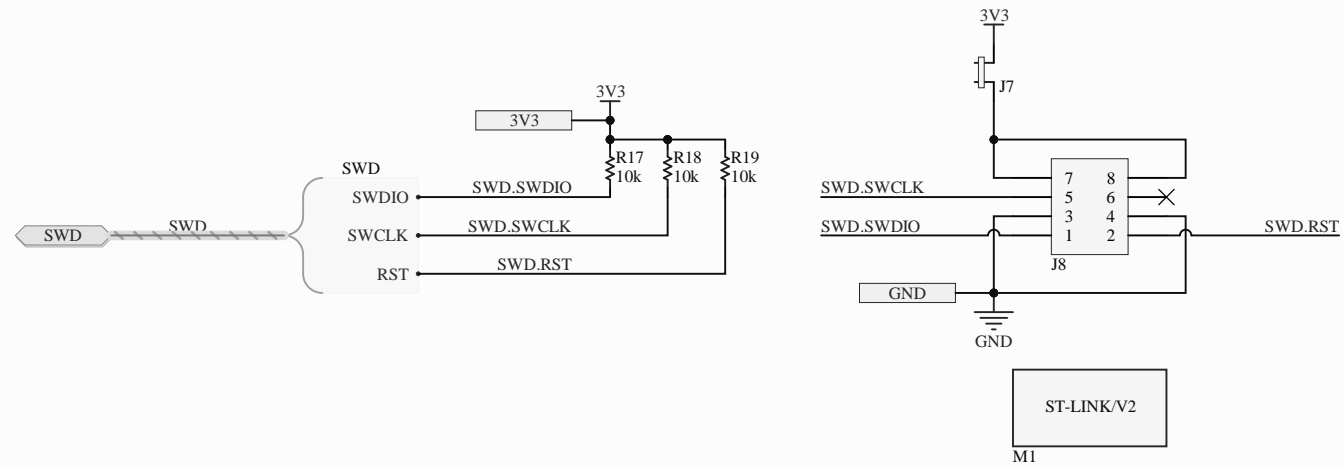 3V3
J7
3V3
3V3
R17
10k
R18
10k
R19
10k
SWD
SWDIO
SWD.SWDIO
SWD
SWD
SWCLK
SWD.SWCLK
RST
SWD.RST
SWD.SWCLK
SWD.SWDIO
7 8
5 6
3 4
1 2
SWD.RST
J8
GND
GND
ST-LINK/V2
M1